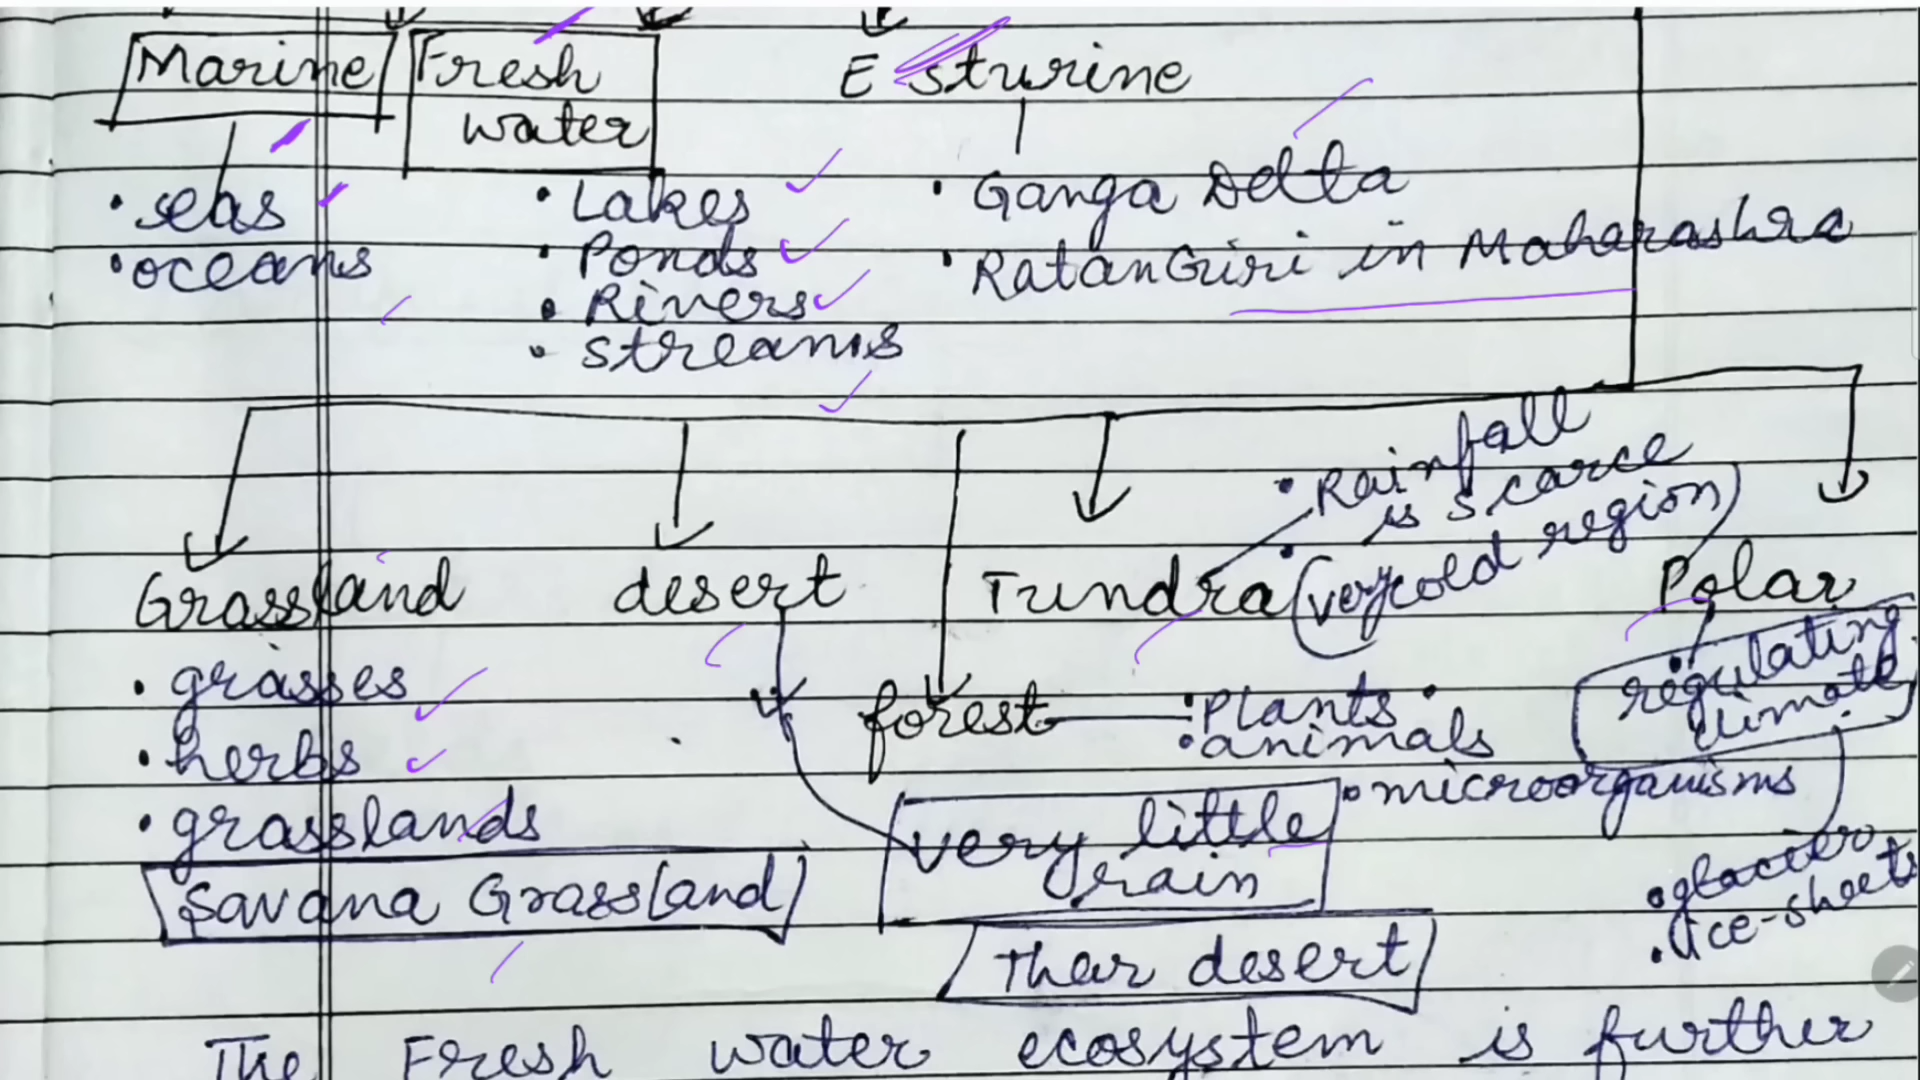 Marine
Fresh
water
Esturine
• seas
• oceans
• Lakes
• Ponds
• Rivers
• streams
• Ganga Delta
• RatanGiri in Maharashra
Grassland
• grasses
• herbs
• grasslands
Savana Grassland
desert
very little
rain
Thar desert
forest
• Plants
• animals
• microorganisms
Tundra
• Rainfall
is scarce
• very cold region
Polar
• regulating
climate
• glaciers
• ice-sheets
The Fresh water ecosystem is further